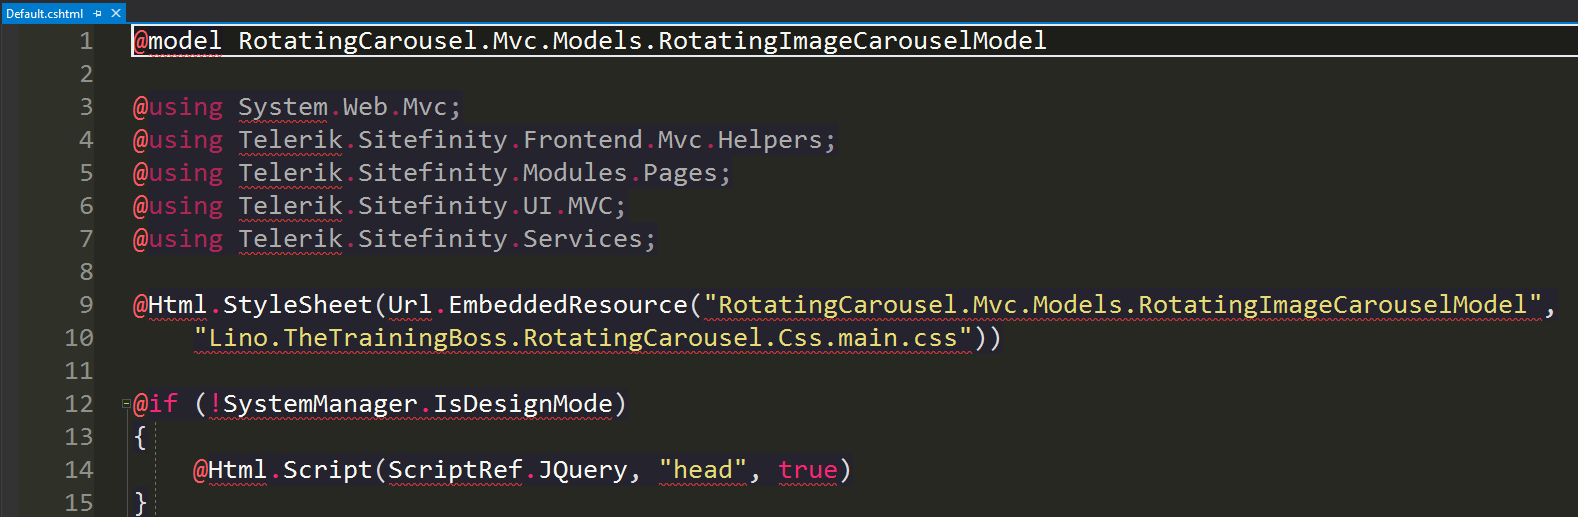 Default.cshtml
1 @model RotatingCarousel.Mvc.Models.RotatingImageCarouselModel
2
3 @using System.Web.Mvc;
4 @using Telerik.Sitefinity.Frontend.Mvc.Helpers;
5 @using Telerik.Sitefinity.Modules.Pages;
6 @using Telerik.Sitefinity.UI.MVC;
7 @using Telerik.Sitefinity.Services;
8
9 @Html.StyleSheet(Url.EmbeddedResource("RotatingCarousel.Mvc.Models.RotatingImageCarouselModel",
10 "Lino.TheTrainingBoss.RotatingCarousel.Css.main.css"))
11
12 @if (!SystemManager.IsDesignMode)
13 {
14 @Html.Script(ScriptRef.JQuery, "head", true)
15 }